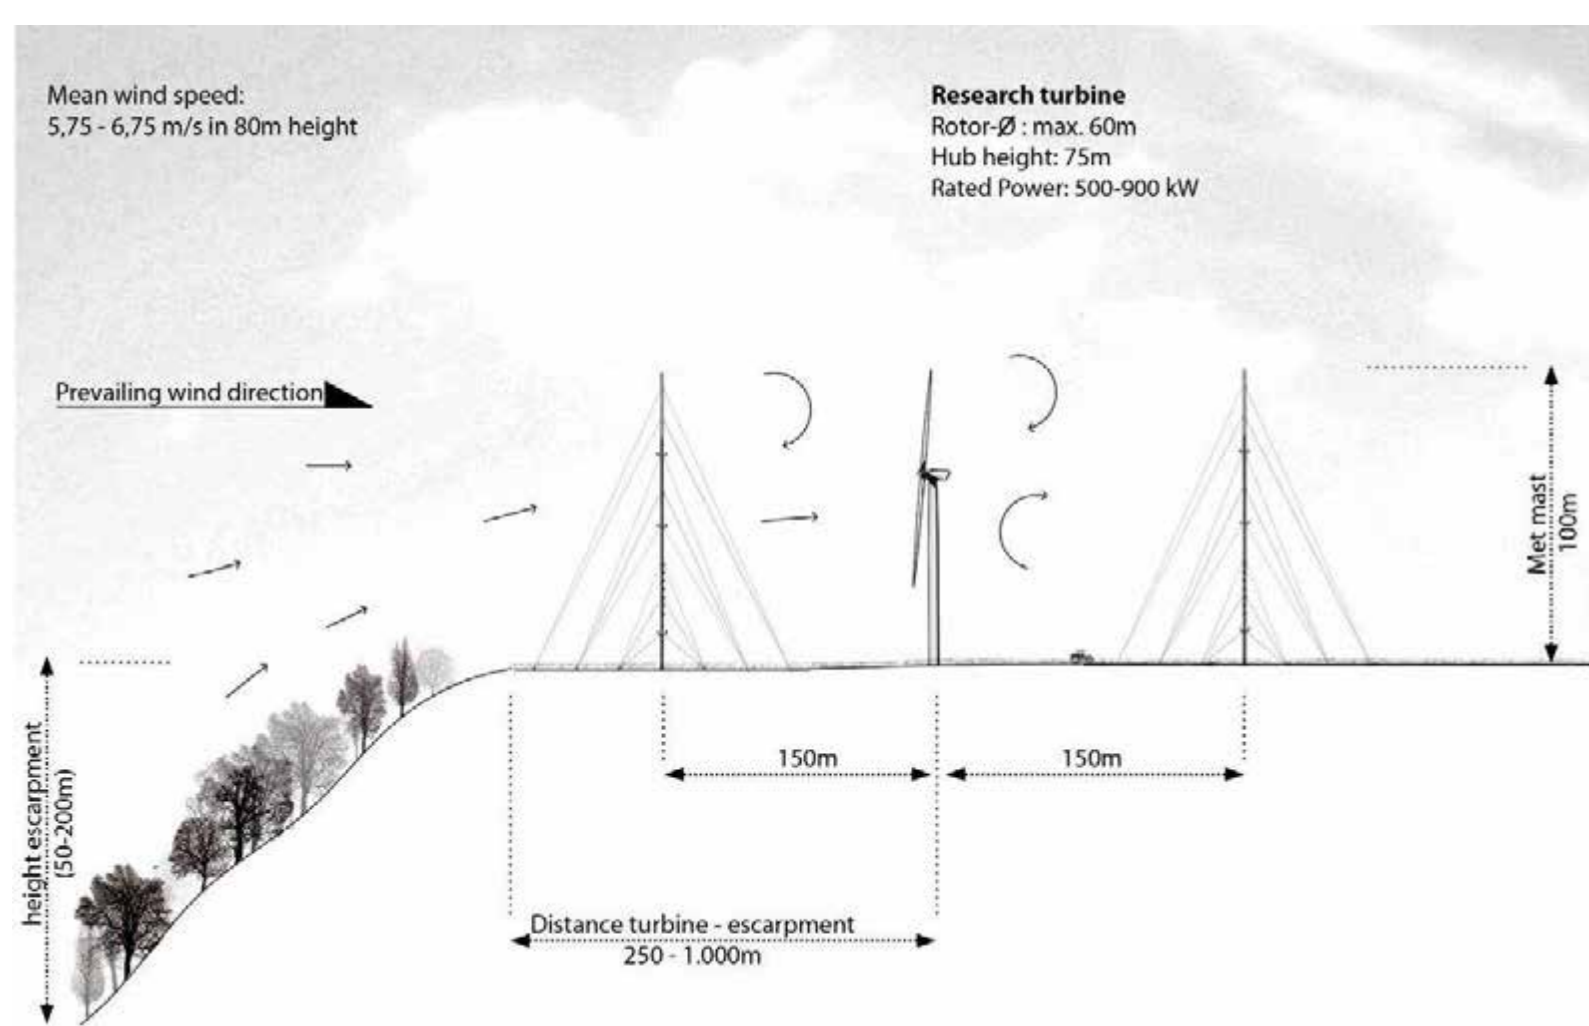 Mean wind speed:
5,75 - 6,75 m/s in 80m height
Research turbine
Rotor-Ø : max. 60m
Hub height: 75m
Rated Power: 500-900 kW
Prevailing wind direction
Met mast
100m
height escarpment
(50-200m)
150m
150m
Distance turbine - escarpment
250 - 1.000m